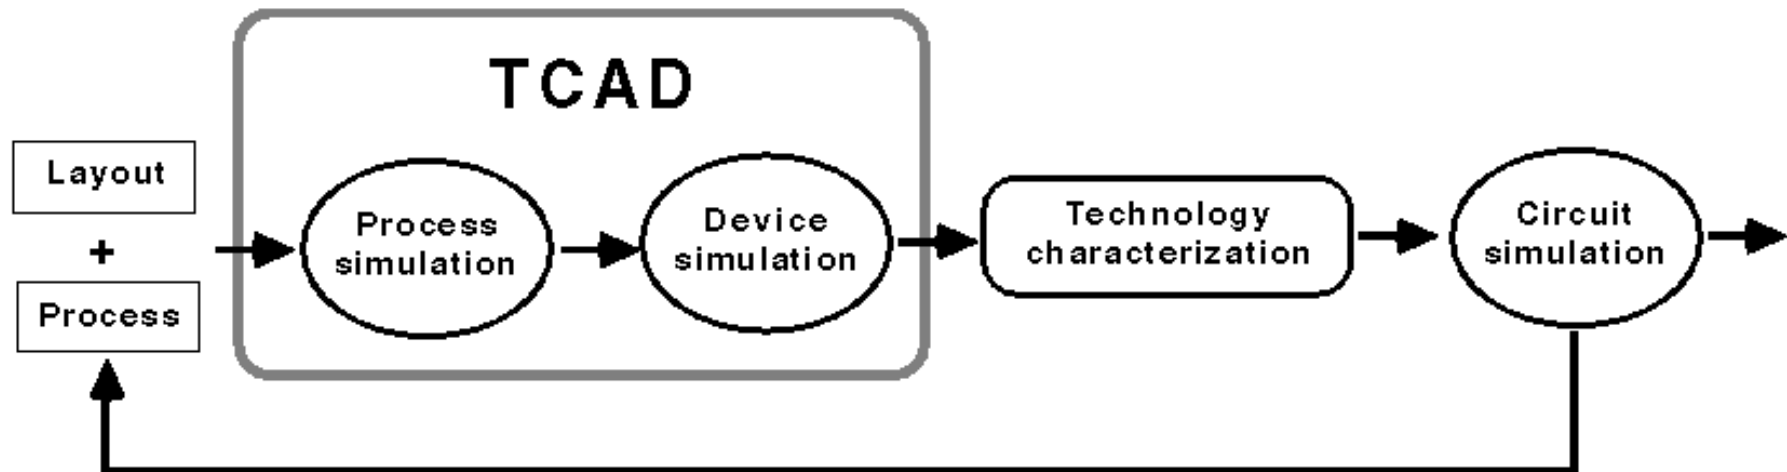 TCAD
Layout
+
Process
Process
simulation
Device
simulation
Technology
characterization
Circuit
simulation